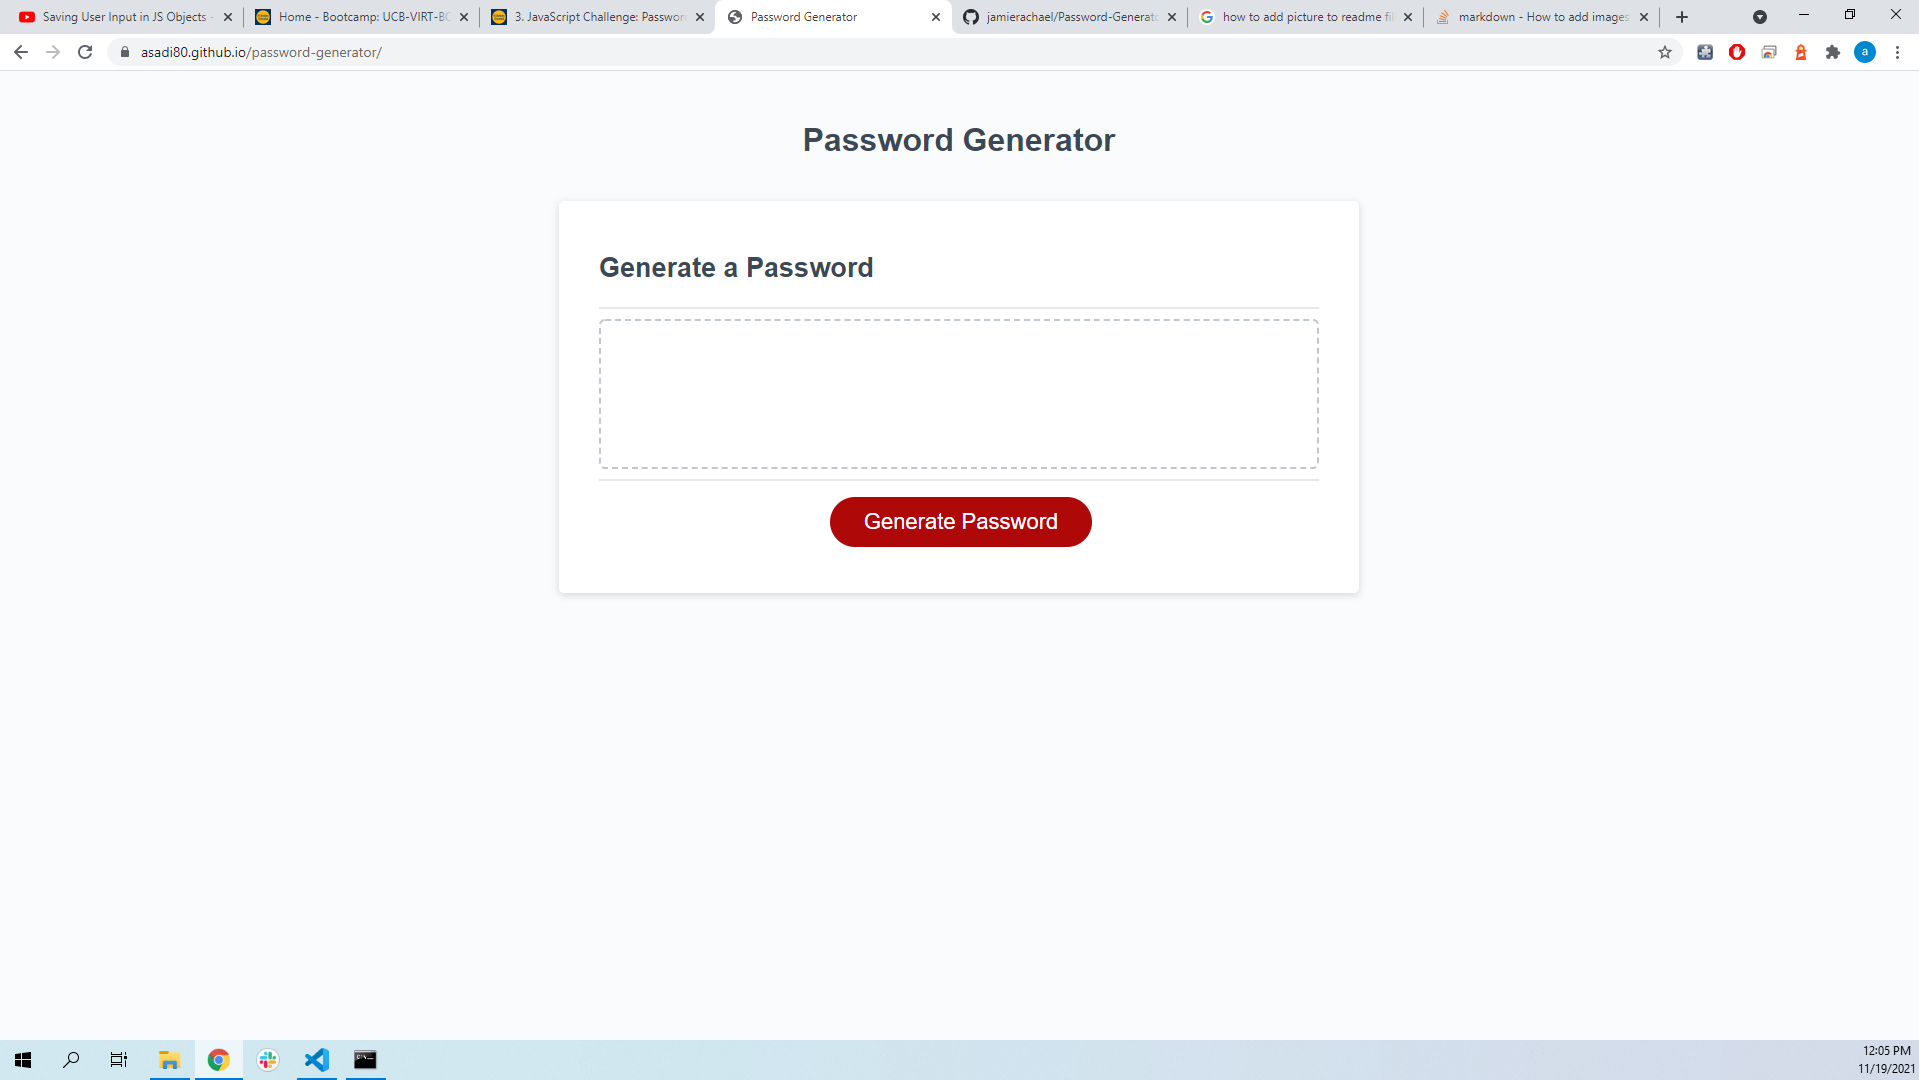 Saving User Input in JS Objects -
Home - Bootcamp: UCB-VIRT-BC
3. JavaScript Challenge: Passwor
Password Generator
jamierachael/Password-Generato
how to add picture to readme fil
markdown - How to add images
asadi80.github.io/password-generator/
a
Password Generator
Generate a Password
Generate Password
12:05 PM
11/19/2021